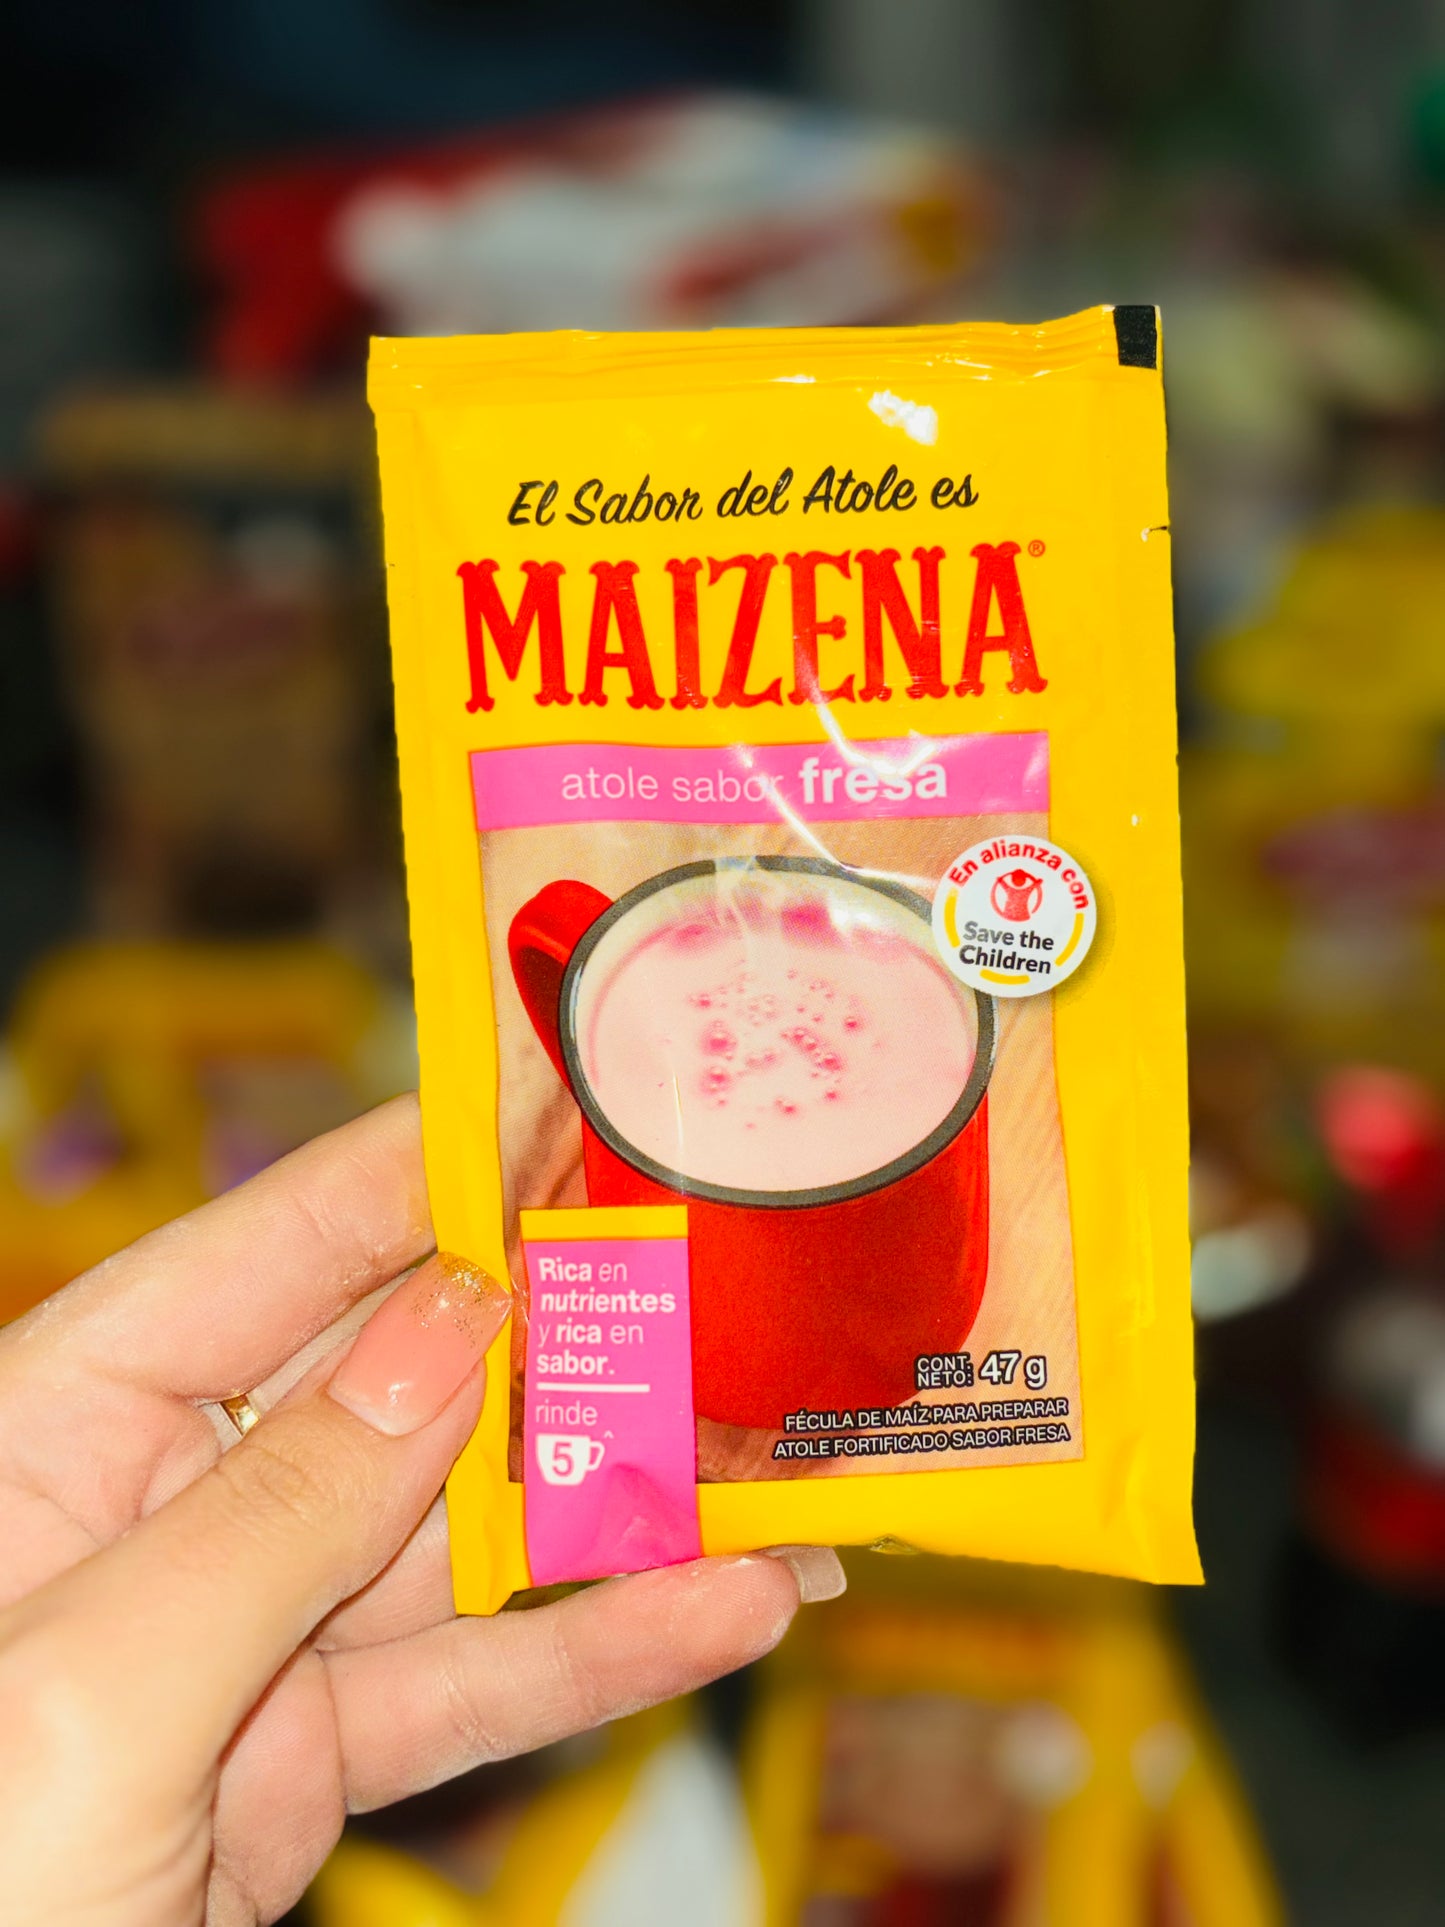 El Sabor del Atole es
MAIZENA®
atole sabor fresa
En alianza con
Save the
Children
Rica en
nutrientes
y rica en
sabor.
rinde
5
CONT.
NETO: 47 g
FÉCULA DE MAÍZ PARA PREPARAR
ATOLE FORTIFICADO SABOR FRESA